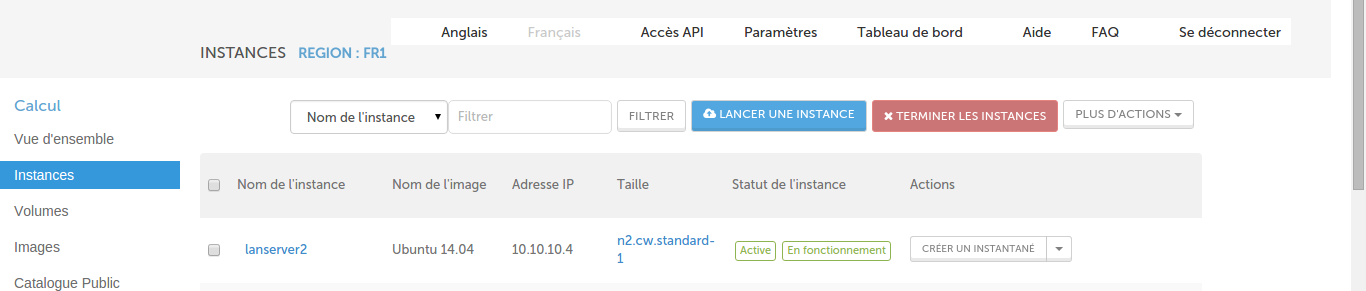 Anglais Français Accès API Paramètres Tableau de bord Aide FAQ Se déconnecter
INSTANCES REGION : FR1
Calcul
Vue d'ensemble
Instances
Volumes
Images
Catalogue Public
Nom de l'instance Filtrer FILTRER LANCER UNE INSTANCE TERMINER LES INSTANCES PLUS D'ACTIONS
Nom de l'instance Nom de l'image Adresse IP Taille Statut de l'instance Actions
lanserver2 Ubuntu 14.04 10.10.10.4 n2.cw.standard-
1
Active En fonctionnement CRÉER UN INSTANTANÉ